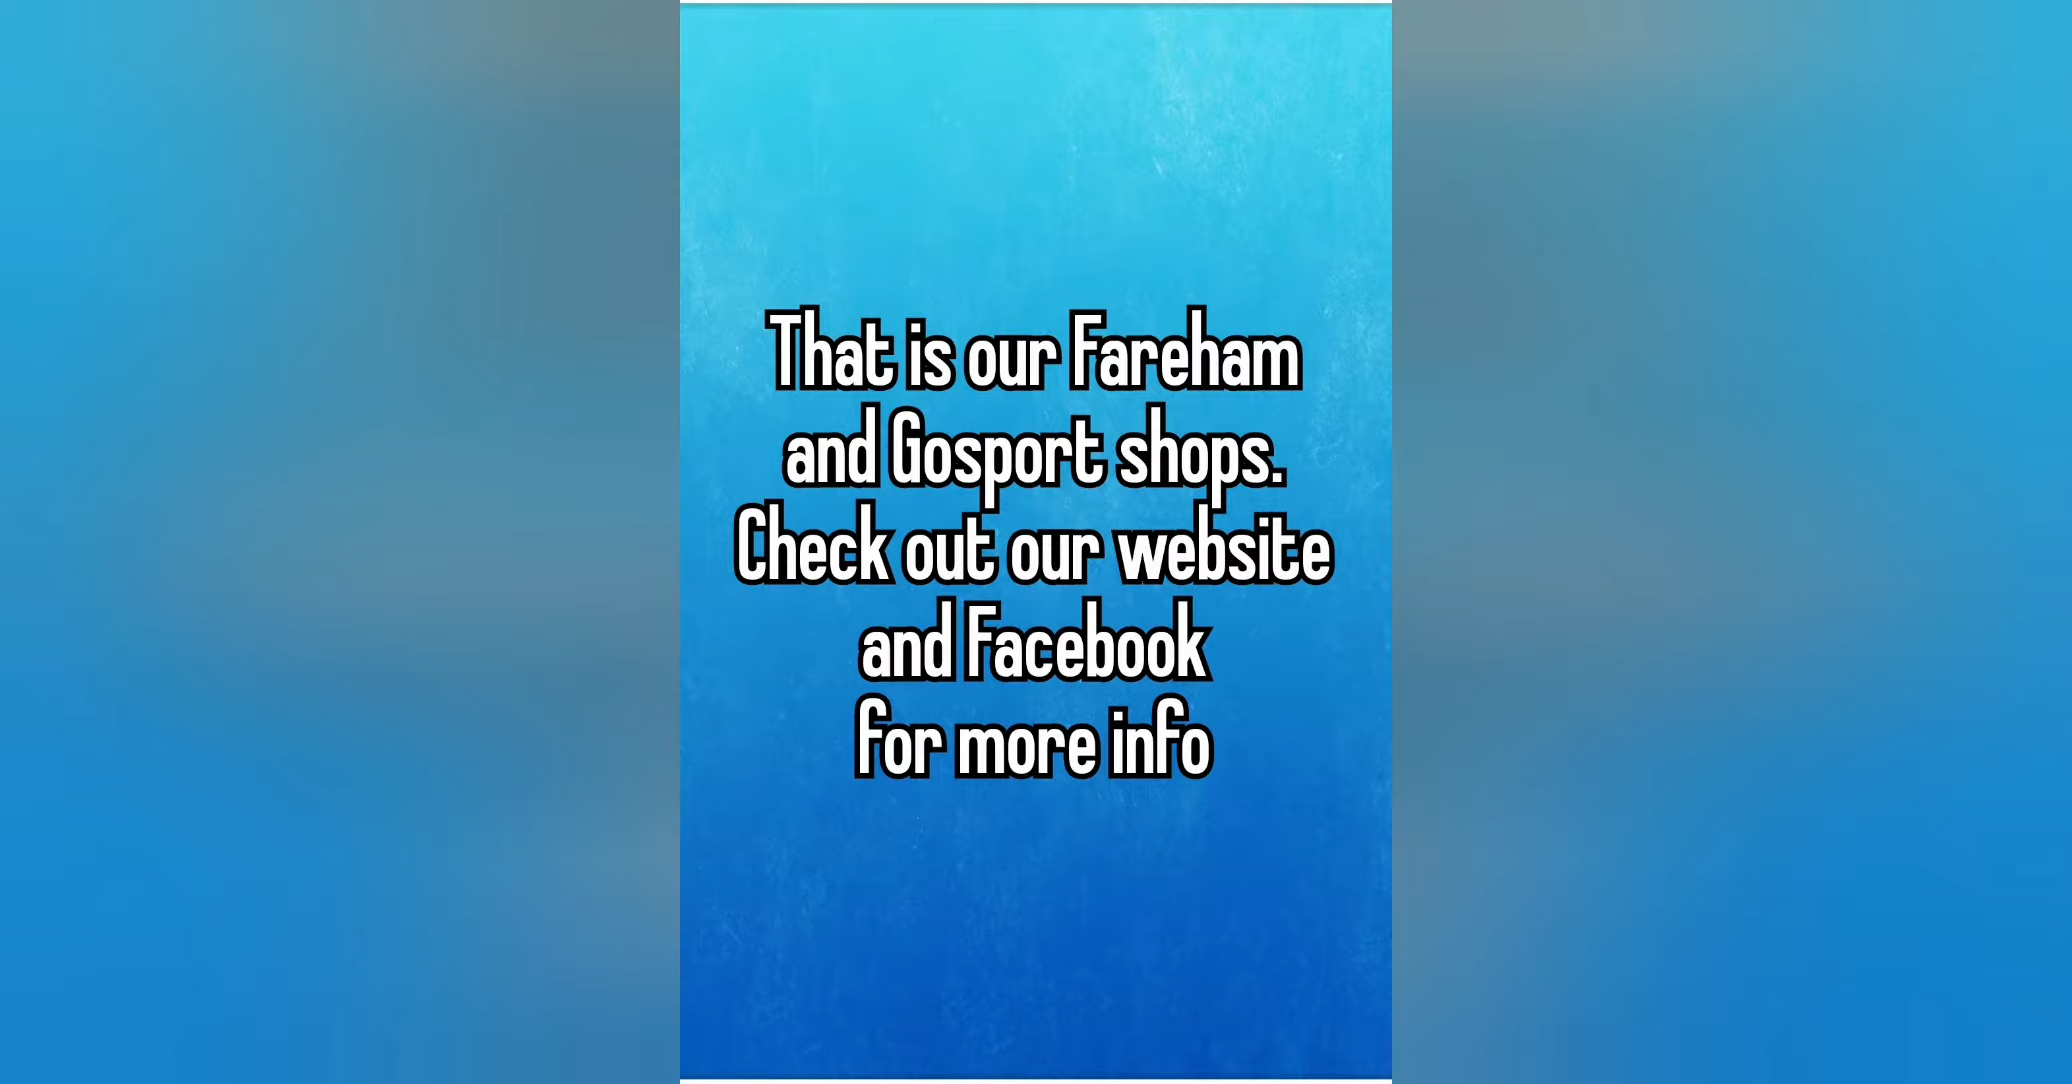 That is our Fareham
and Gosport shops.
Check out our website
and Facebook
for more info